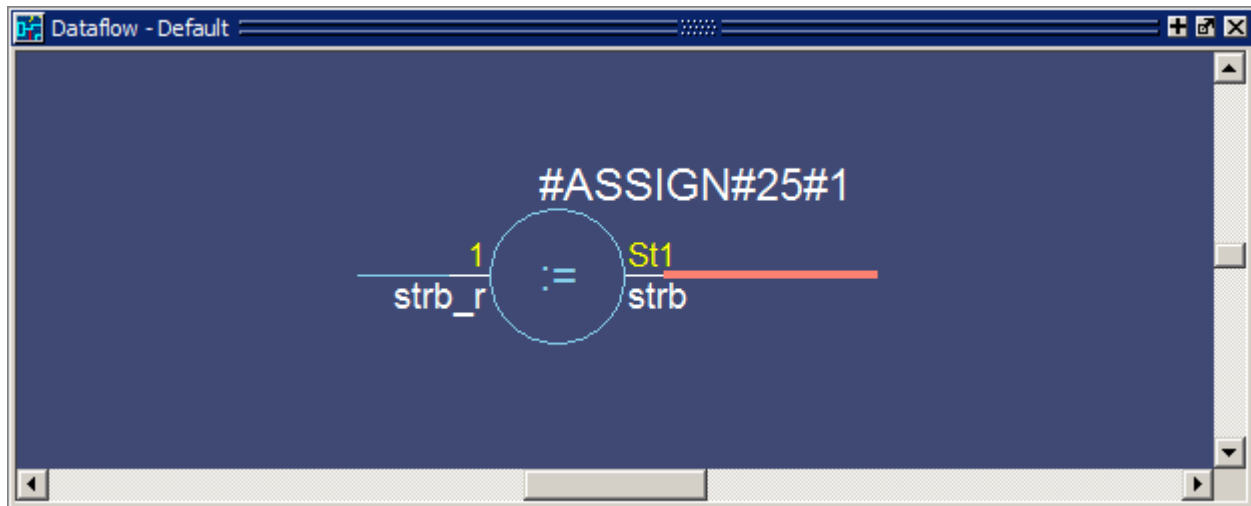 Dataflow - Default
#ASSIGN#25#1
1 St1
:=
strb_r strb